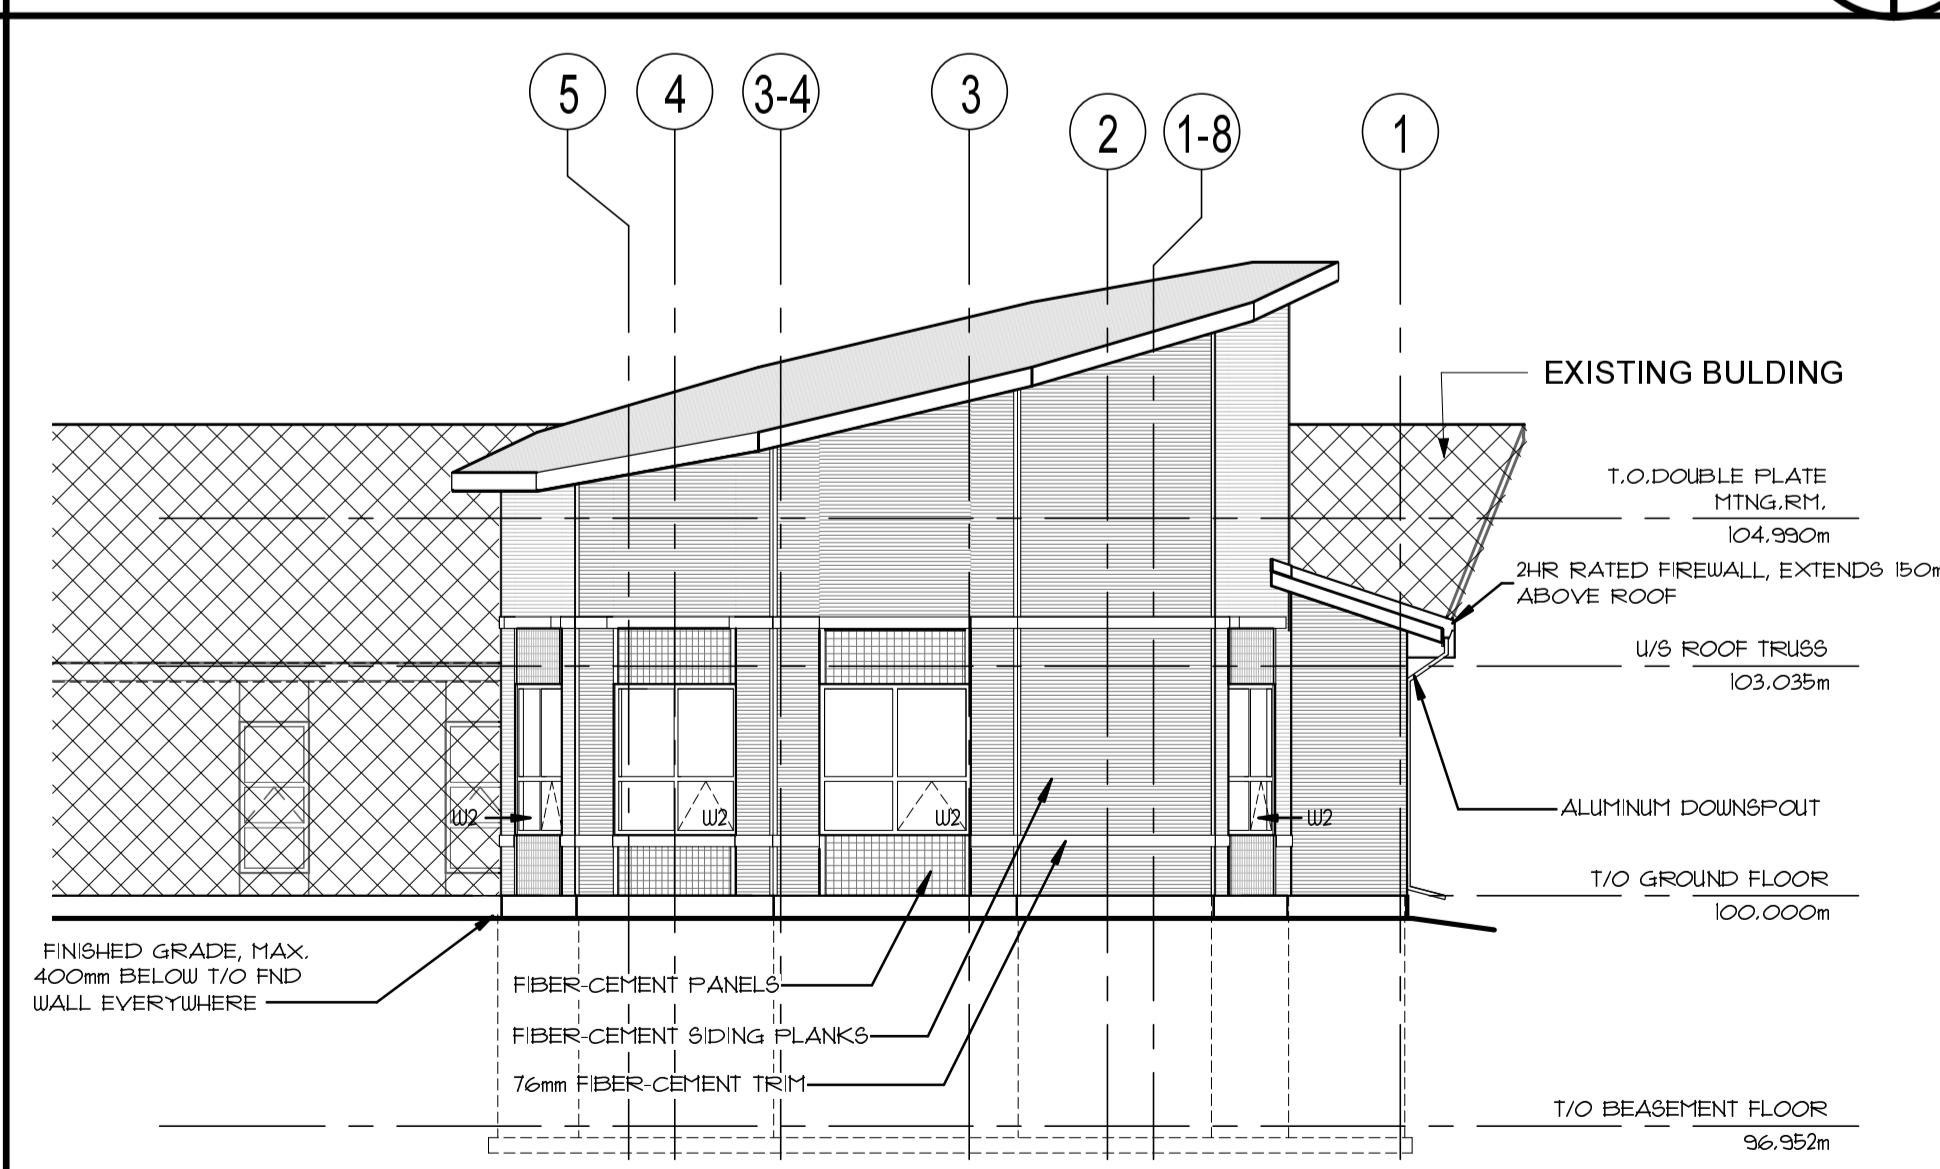 5
4
3-4
3
2
1-8
1
EXISTING BULDING
T.O.DOUBLE PLATE
MTNG.RM.
104.990m
2HR RATED FIREWALL, EXTENDS 150m
ABOVE ROOF
U/S ROOF TRUSS
103.035m
W2
W2
W2
W2
ALUMINUM DOWNSPOUT
T/O GROUND FLOOR
100.000m
FINISHED GRADE, MAX.
400mm BELOW T/O FND
WALL EVERYWHERE
FIBER-CEMENT PANELS
FIBER-CEMENT SIDING PLANKS
76mm FIBER-CEMENT TRIM
T/O BEASEMENT FLOOR
96.952m